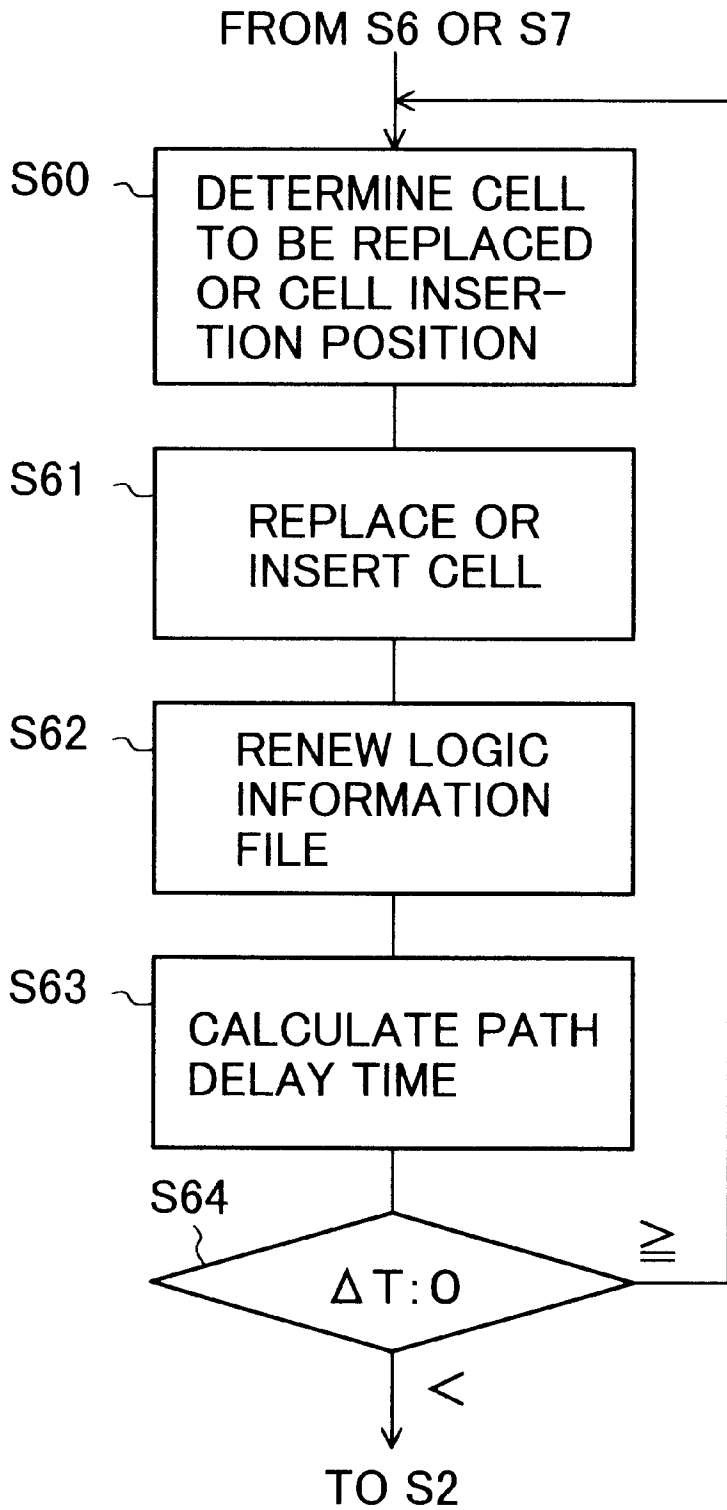 FROM S6 OR S7
S60
DETERMINE CELL
TO BE REPLACED
OR CELL INSER-
TION POSITION
S61
REPLACE OR
INSERT CELL
S62
RENEW LOGIC
INFORMATION
FILE
S63
CALCULATE PATH
DELAY TIME
S64
ΔT:0
≧
<
TO S2